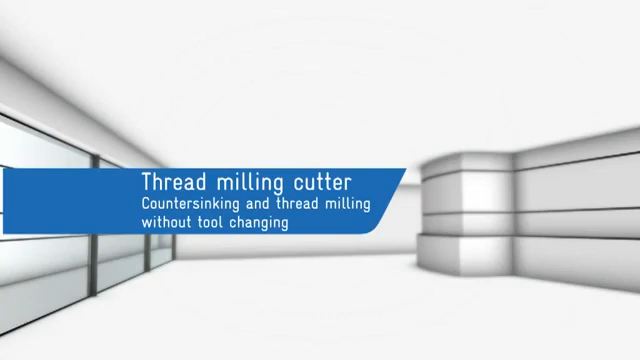 Thread milling cutter
Countersinking and thread milling
without tool changing